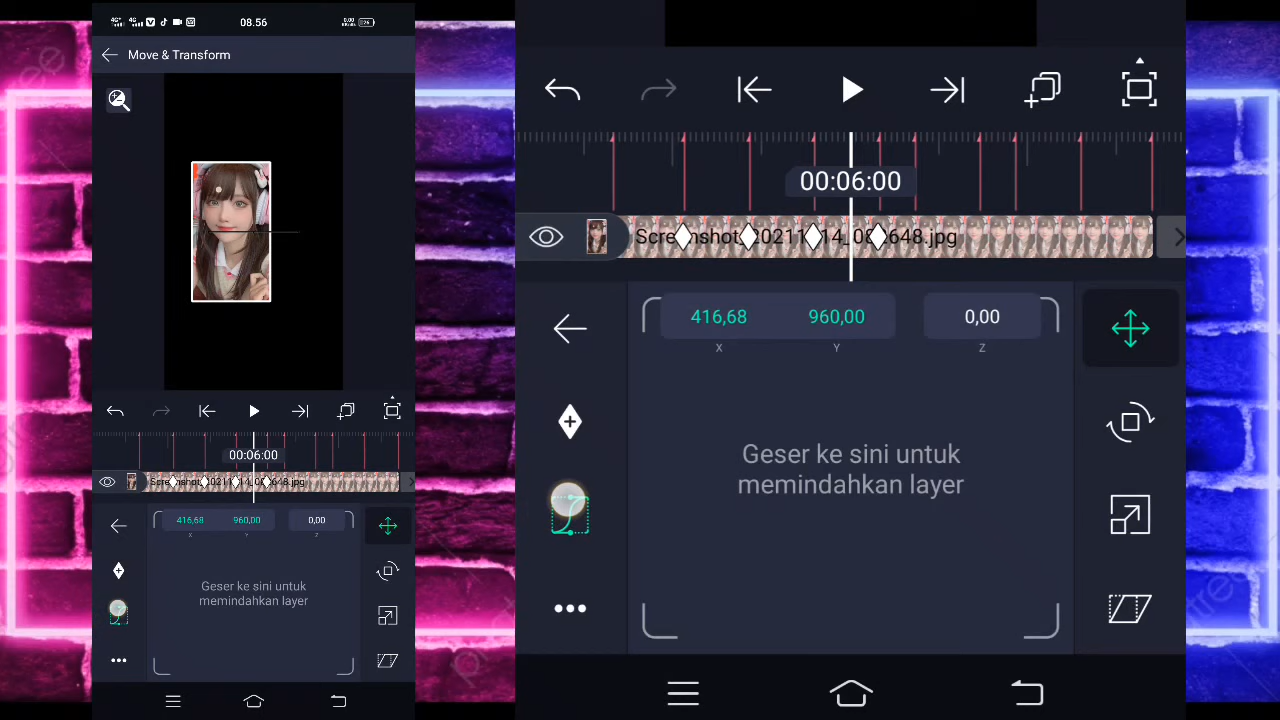 08.56
Move & Transform
00:06:00
416,68 960,00 0,00
X Y Z
Geser ke sini untuk
memindahkan layer
00:06:00
416,68 960,00 0,00
X Y Z
Geser ke sini untuk
memindahkan layer